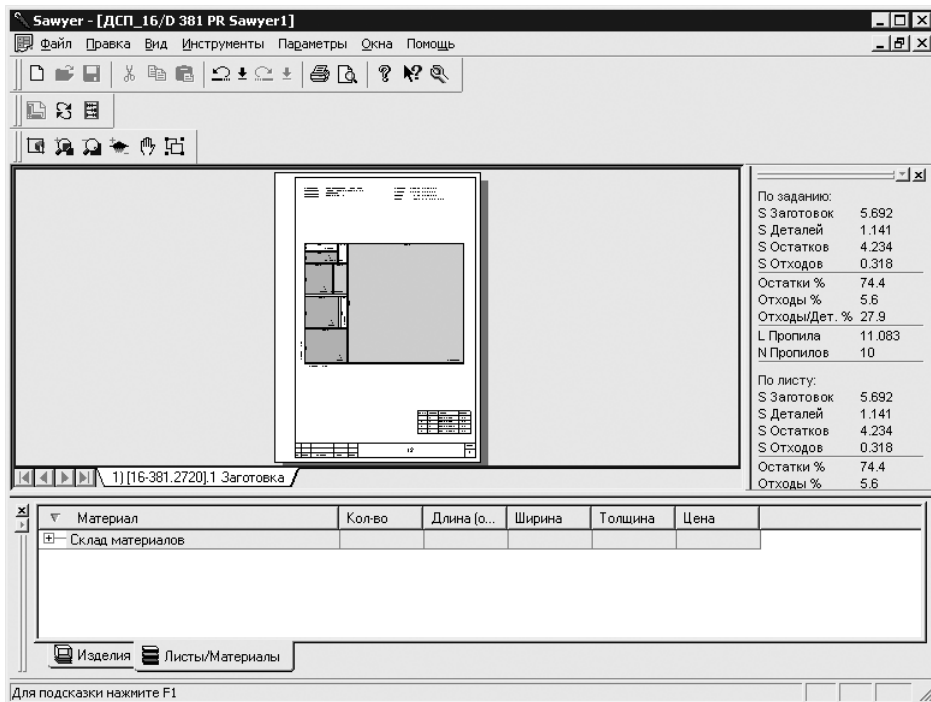 Sawyer - [ДСП_16/D 381 PR Sawyer1]
Файл Правка Вид Инструменты Параметры Окна Помощь
По заданию:
S Заготовок 5.692
S Деталей 1.141
S Остатков 4.234
S Отходов 0.318
Остатки % 74.4
Отходы % 5.6
Отходы/Дет. % 27.9
L Пропила 11.083
N Пропилов 10
По листу:
S Заготовок 5.692
S Деталей 1.141
S Остатков 4.234
S Отходов 0.318
Остатки % 74.4
Отходы % 5.6
1) [16-381.2720].1 Заготовка
Материал Кол-во Длина (о... Ширина Толщина Цена
Склад материалов
Изделия Листы/Материалы
Для подсказки нажмите F1